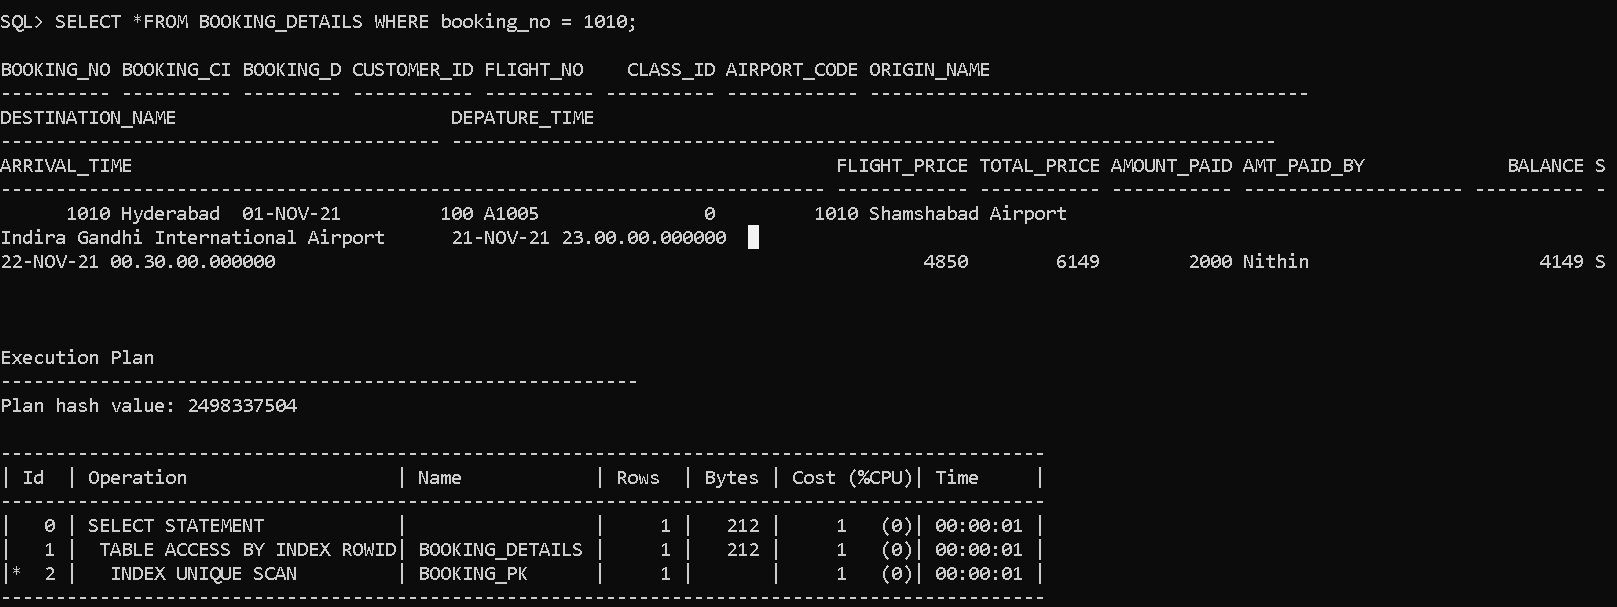 SQL> SELECT *FROM BOOKING_DETAILS WHERE booking_no = 1010;
BOOKING_NO BOOKING_CI BOOKING_D CUSTOMER_ID FLIGHT_NO    CLASS_ID AIRPORT_CODE ORIGIN_NAME
---------- ---------- --------- ----------- ---------- ---------- ------------ ----------------------------------------
DESTINATION_NAME                         DEPATURE_TIME
---------------------------------------- ---------------------------------------------------------------------------
ARRIVAL_TIME                                                                FLIGHT_PRICE TOTAL_PRICE AMOUNT_PAID AMT_PAID_BY             BALANCE S
--------------------------------------------------------------------------- ------------ ----------- ----------- -------------------- ---------- -
      1010 Hyderabad  01-NOV-21         100 A1005               0         1010 Shamshabad Airport
Indira Gandhi International Airport      21-NOV-21 23.00.00.000000
22-NOV-21 00.30.00.000000                                                           4850        6149        2000 Nithin                     4149 S
Execution Plan
----------------------------------------------------------
Plan hash value: 2498337504
-----------------------------------------------------------------------------------------------
| Id  | Operation                   | Name            | Rows  | Bytes | Cost (%CPU)| Time     |
-----------------------------------------------------------------------------------------------
|   0 | SELECT STATEMENT            |                 |     1 |   212 |     1   (0)| 00:00:01 |
|   1 |  TABLE ACCESS BY INDEX ROWID| BOOKING_DETAILS |     1 |   212 |     1   (0)| 00:00:01 |
|*  2 |   INDEX UNIQUE SCAN         | BOOKING_PK      |     1 |       |     1   (0)| 00:00:01 |
-----------------------------------------------------------------------------------------------